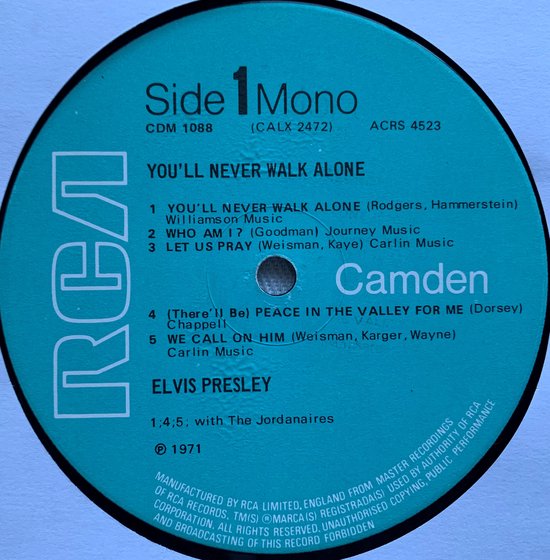 Side 1 Mono
CDM 1088 (CALX 2472) ACRS 4523
RCA
YOU'LL NEVER WALK ALONE
1 YOU'LL NEVER WALK ALONE (Rodgers, Hammerstein)
Williamson Music
2 WHO AM I? (Goodman) Journey Music
3 LET US PRAY (Weisman, Kaye) Carlin Music
Camden
4 (There'll Be) PEACE IN THE VALLEY FOR ME (Dorsey)
Chappell
5 WE CALL ON HIM (Weisman, Karger, Wayne)
Carlin Music
ELVIS PRESLEY
1;4;5; with The Jordanaires
℗ 1971
MANUFACTURED BY RCA LIMITED, ENGLAND FROM MASTER RECORDINGS
OF RCA RECORDS, TM(S) ® MARCA(S) REGISTRADA(S) USED BY AUTHORITY OF RCA
CORPORATION. ALL RIGHTS RESERVED. UNAUTHORISED COPYING, PUBLIC PERFORMANCE
AND BROADCASTING OF THIS RECORD FORBIDDEN